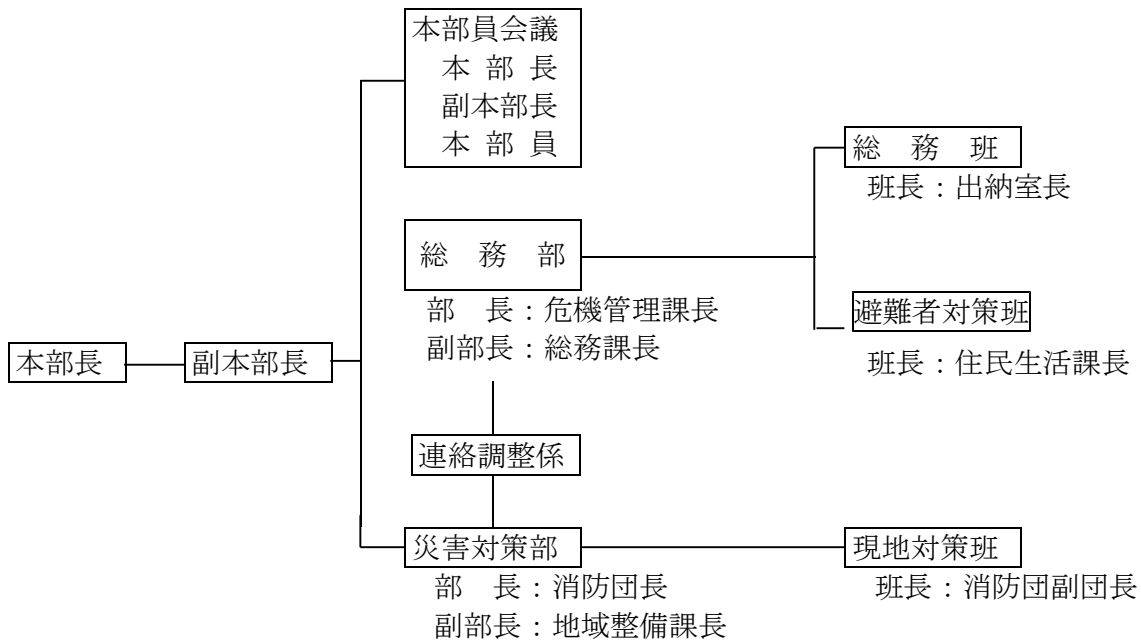 本部員会議
本 部 長
副本部長
本 部 員
総 務 班
班長：出納室長
総 務 部
部 長：危機管理課長
副部長：総務課長
避難者対策班
班長：住民生活課長
本部長
副本部長
連絡調整係
災害対策部
部 長：消防団長
副部長：地域整備課長
現地対策班
班長：消防団副団長